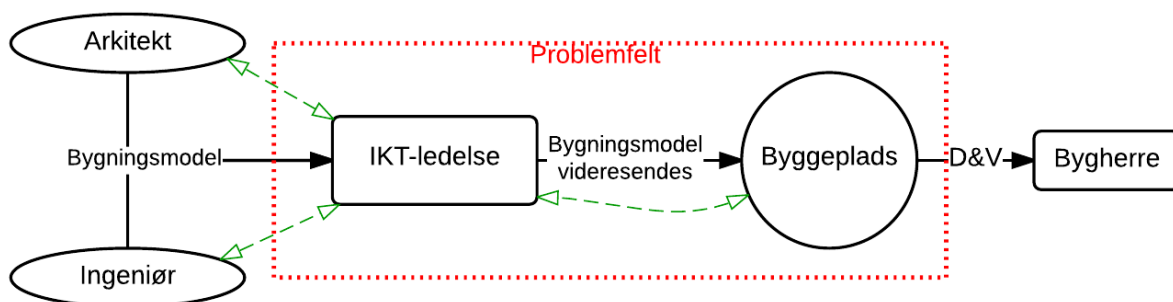 Arkitekt
Problemfelt
Bygningsmodel
IKT-ledelse
Bygningsmodel
videresendes
Byggeplads
D&V
Bygherre
Ingeniør